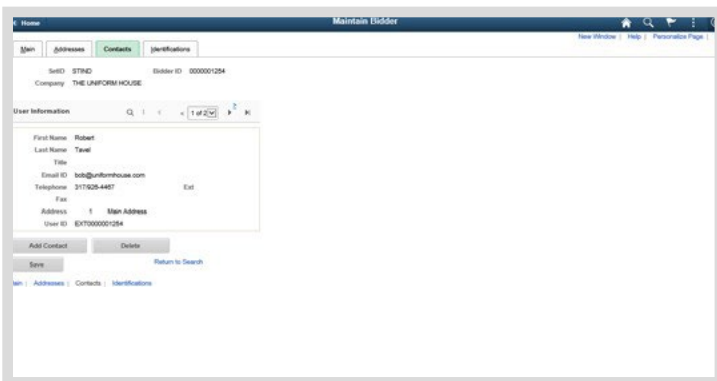 Home
Maintain Bidder
New Window | Help | Personalize Page |
Main Addresses Contacts Identifications
SetID STIND Bidder ID 0000001254
Company THE UNIFORM HOUSE
User Information 1 of 2
First Name Robert
Last Name Tavel
Title
Email ID bob@uniformhouse.com
Telephone 317/926-4467 Ext
Fax
Address 1 Main Address
User ID EXT0000001254
Add Contact Delete
Save Return to Search
ain | Addresses | Contacts | Identifications